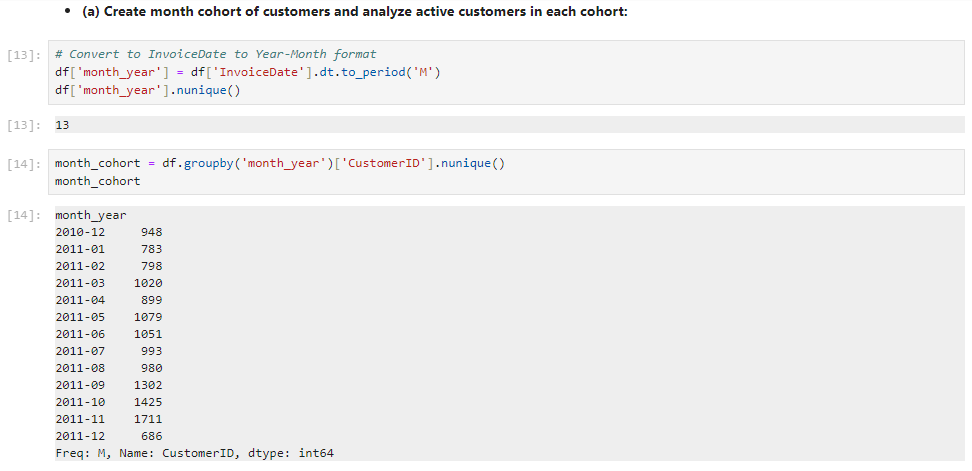 • (a) Create month cohort of customers and analyze active customers in each cohort:
[13]: # Convert to InvoiceDate to Year-Month format
df['month_year'] = df['InvoiceDate'].dt.to_period('M')
df['month_year'].nunique()
[13]: 13
[14]: month_cohort = df.groupby('month_year')['CustomerID'].nunique()
month_cohort
[14]: month_year
2010-12 948
2011-01 783
2011-02 798
2011-03 1020
2011-04 899
2011-05 1079
2011-06 1051
2011-07 993
2011-08 980
2011-09 1302
2011-10 1425
2011-11 1711
2011-12 686
Freq: M, Name: CustomerID, dtype: int64